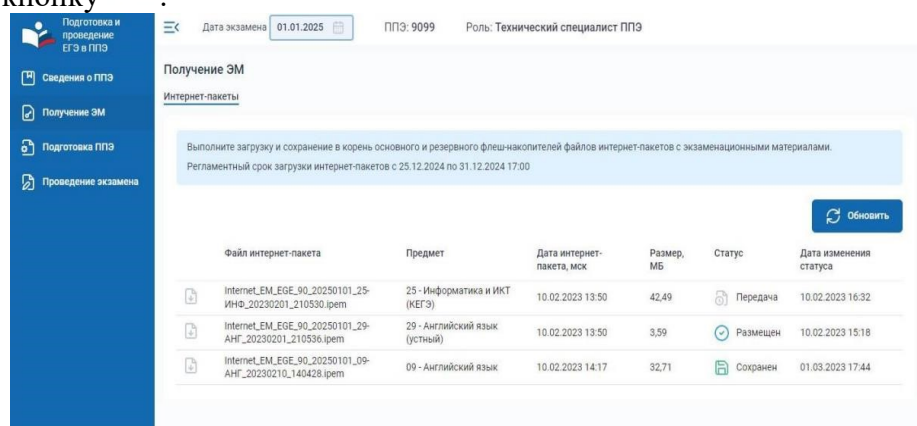 кнопку        .
Подготовка и
проведение
ЕГЭ в ППЭ
Дата экзамена 01.01.2025 ППЭ: 9099 Роль: Технический специалист ППЭ
Сведения о ППЭ
Получение ЭМ
Подготовка ППЭ
Проведение экзамена
Получение ЭМ
Интернет-пакеты
Выполните загрузку и сохранение в корень основного и резервного флеш-накопителей файлов интернет-пакетов с экзаменационными материалами.
Регламентный срок загрузки интернет-пакетов с 25.12.2024 по 31.12.2024 17:00
Обновить
Файл интернет-пакета Предмет Дата интернет- Размер, Статус Дата изменения
пакета, мск МБ статуса
Internet_EM_EGE_90_20250101_25- 25 - Информатика и ИКТ
ИНФ_20230201_210530.ipem (КЕГЭ) 10.02.2023 13:50 42,49 Передача 10.02.2023 16:32
Internet_EM_EGE_90_20250101_29- 29 - Английский язык
АНГ_20230201_210536.ipem (устный) 10.02.2023 13:50 3,59 Размещен 10.02.2023 15:18
Internet_EM_EGE_90_20250101_09-
АНГ_20230210_140428.ipem 09 - Английский язык 10.02.2023 14:17 32,71 Сохранен 01.03.2023 17:44